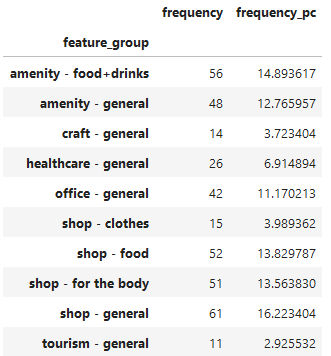 frequency frequency_pc
feature_group
amenity - food+drinks 56 14.893617
amenity - general 48 12.765957
craft - general 14 3.723404
healthcare - general 26 6.914894
office - general 42 11.170213
shop - clothes 15 3.989362
shop - food 52 13.829787
shop - for the body 51 13.563830
shop - general 61 16.223404
tourism - general 11 2.925532